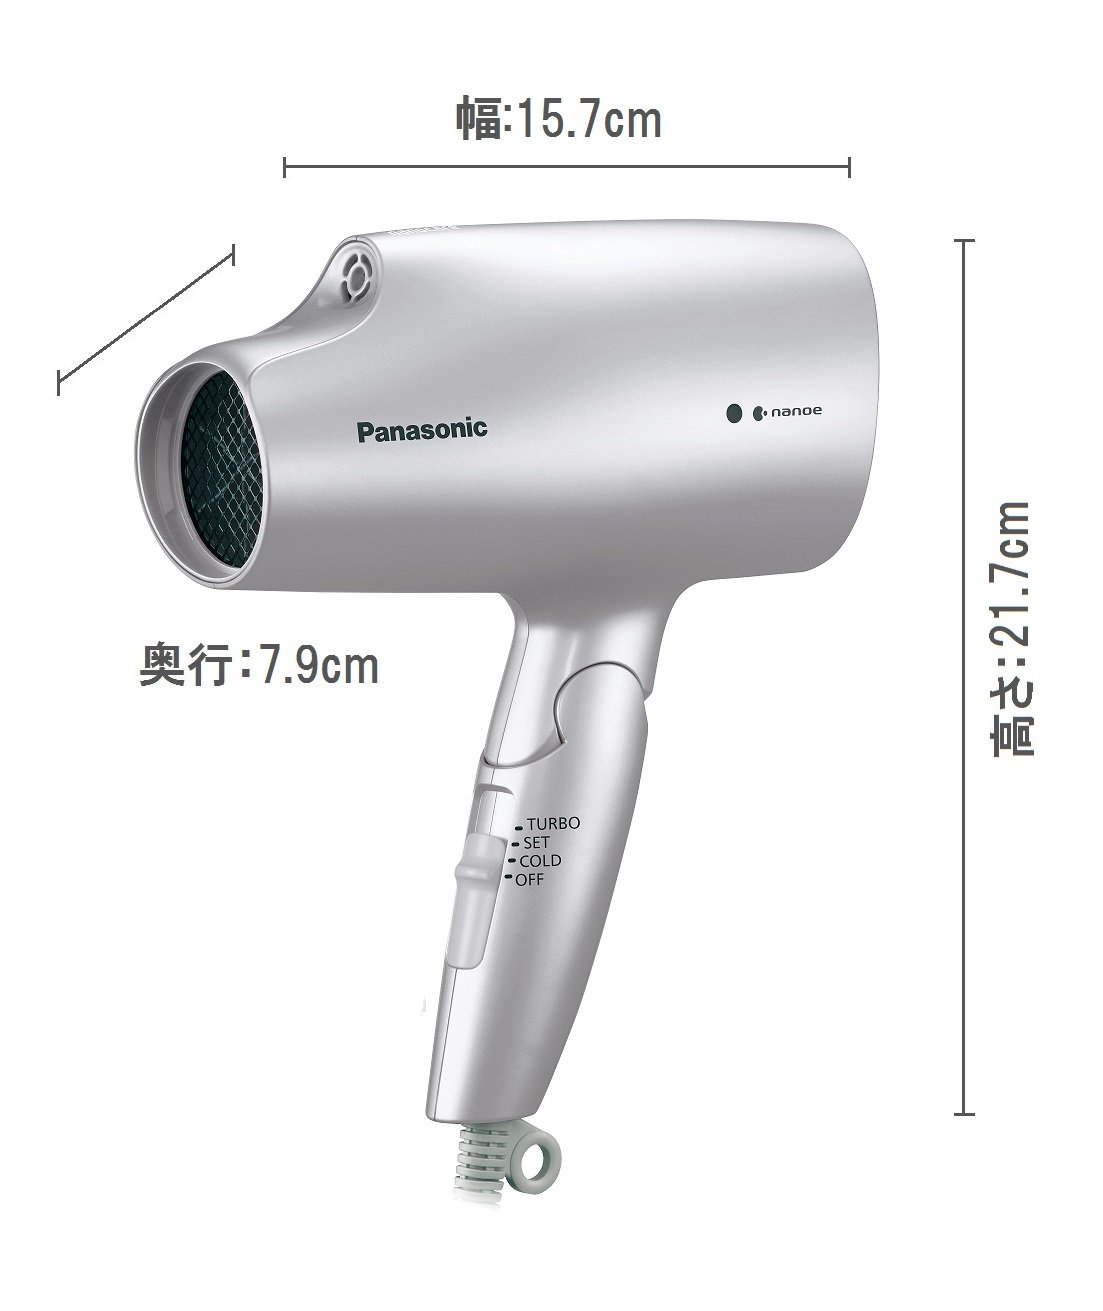 幅:15.7cm
Panasonic
nanoe
奥行:7.9cm
高さ:21.7cm
TURBO
SET
COLD
OFF